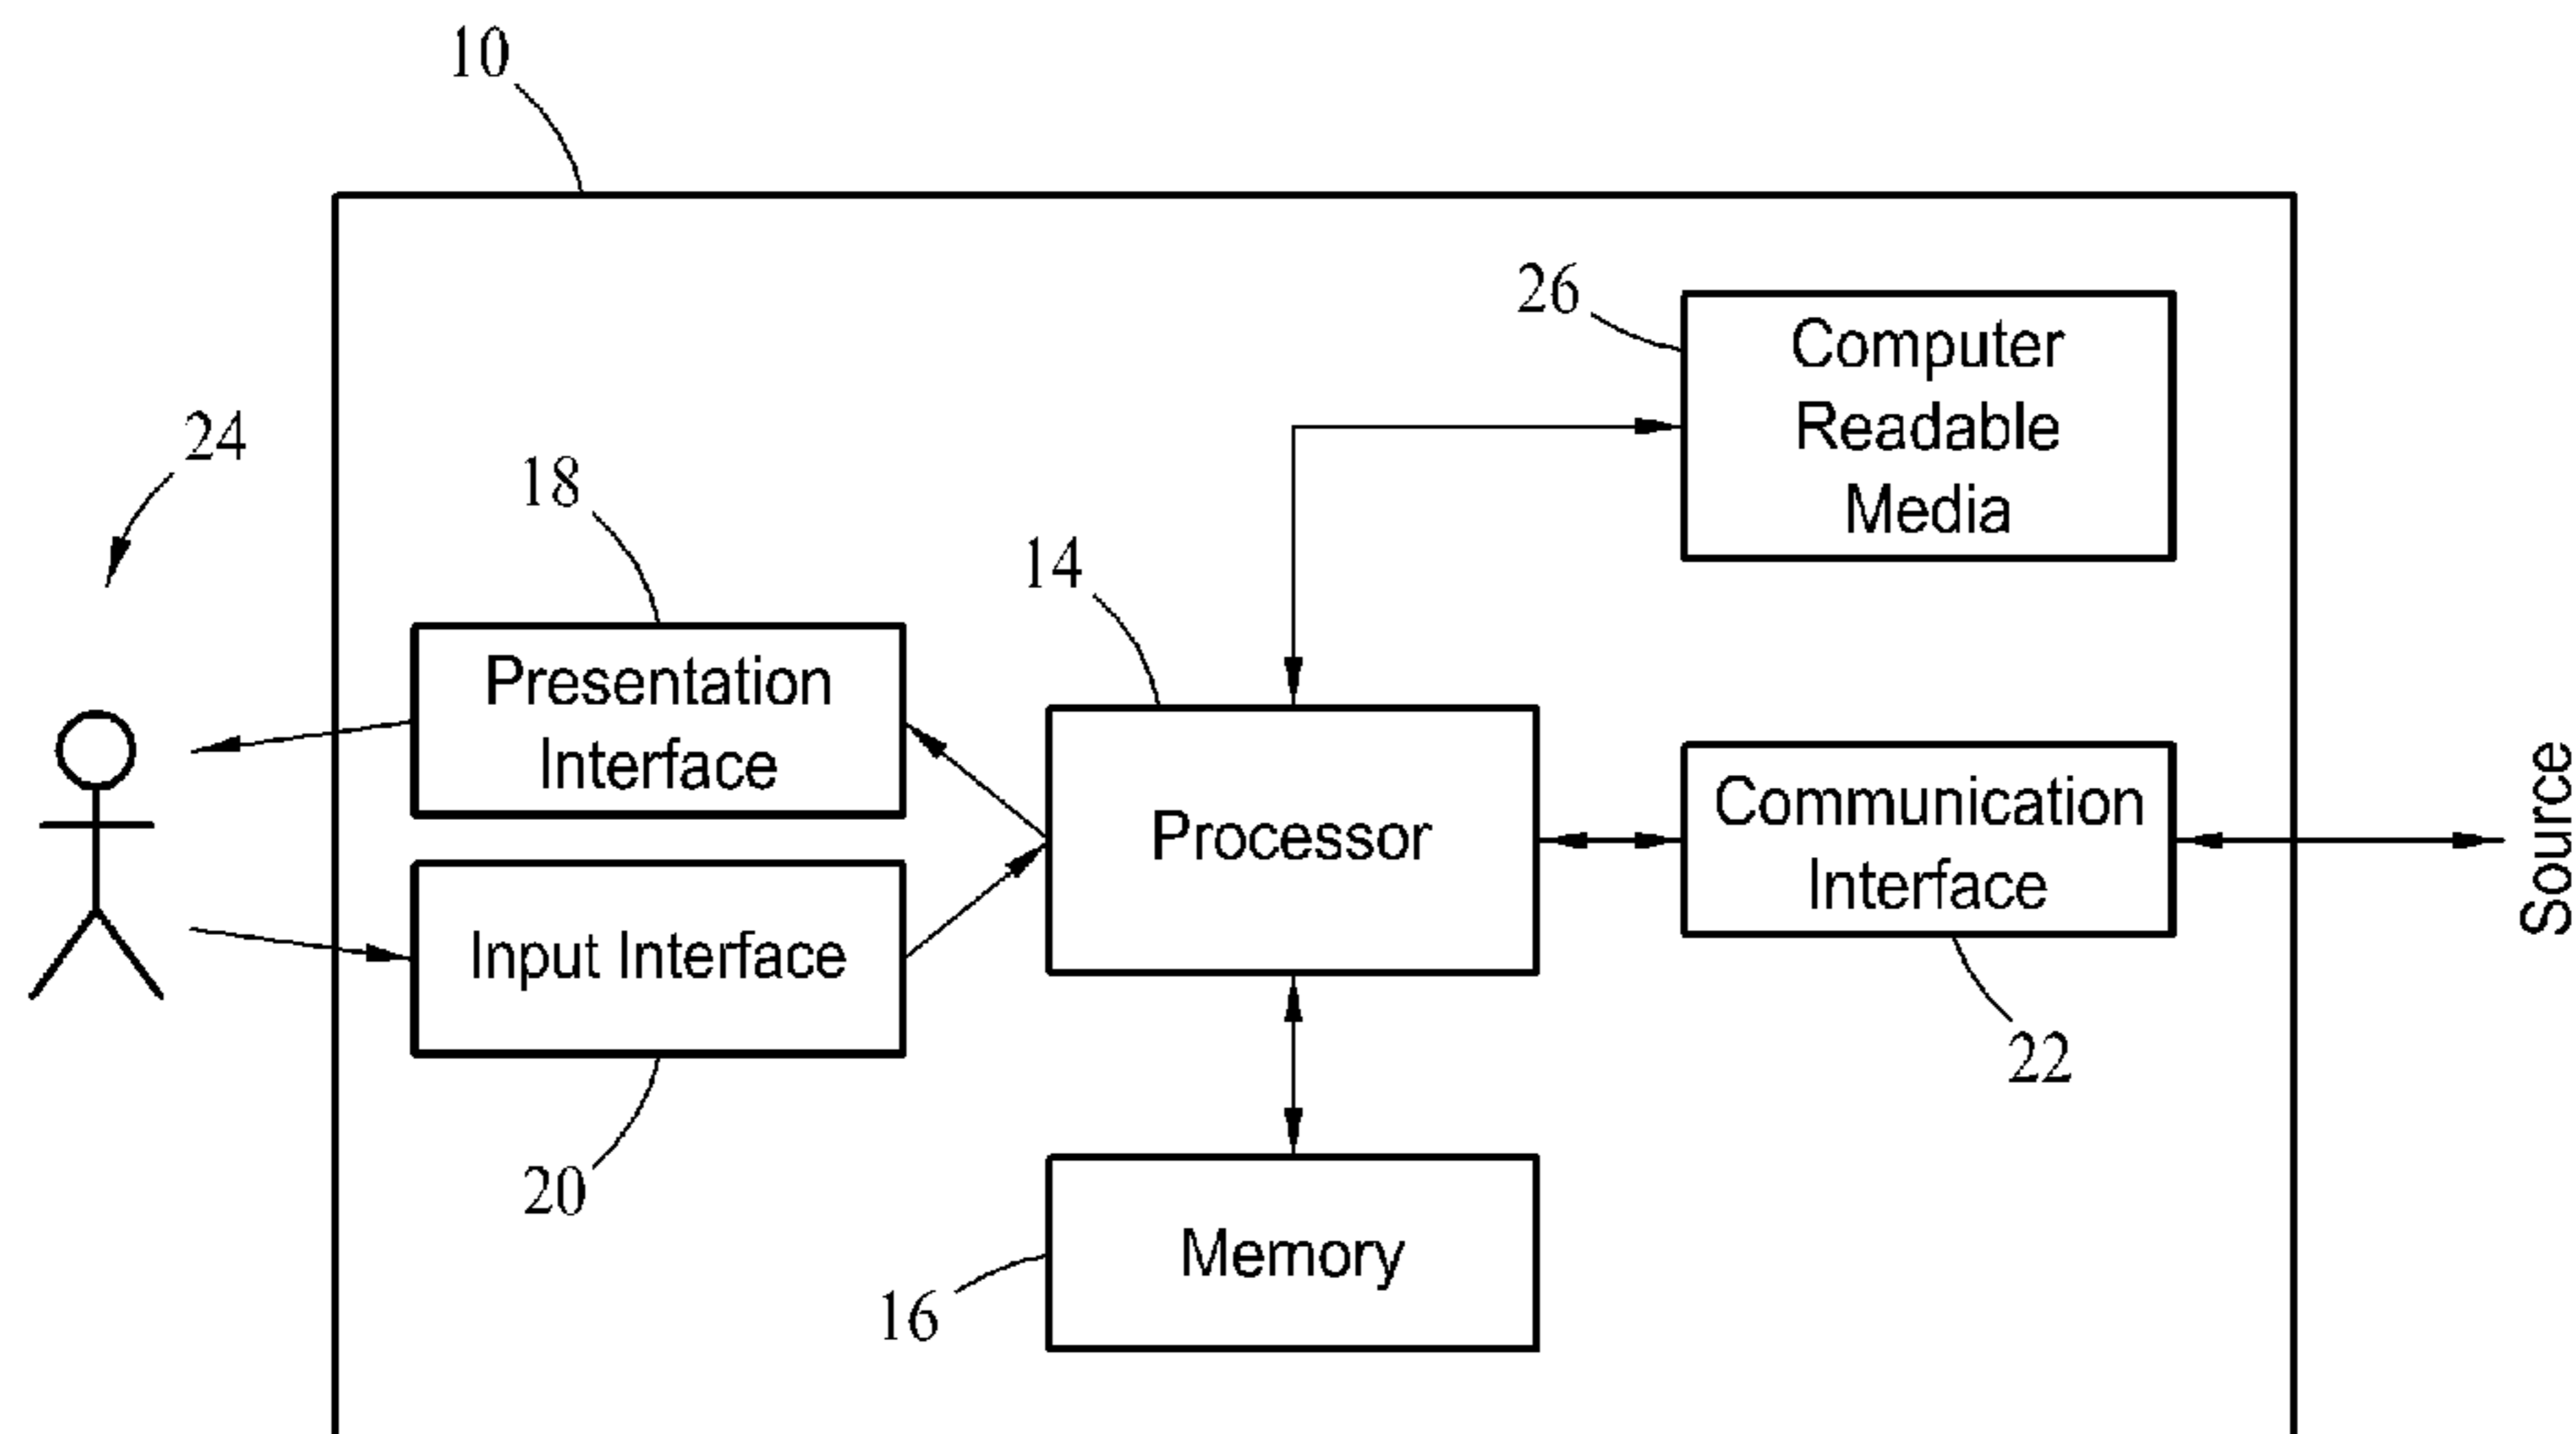 10
26
Computer
Readable
Media
24
18
14
Presentation
Interface
Processor
Communication
Interface
Source
Input Interface
22
20
Memory
16